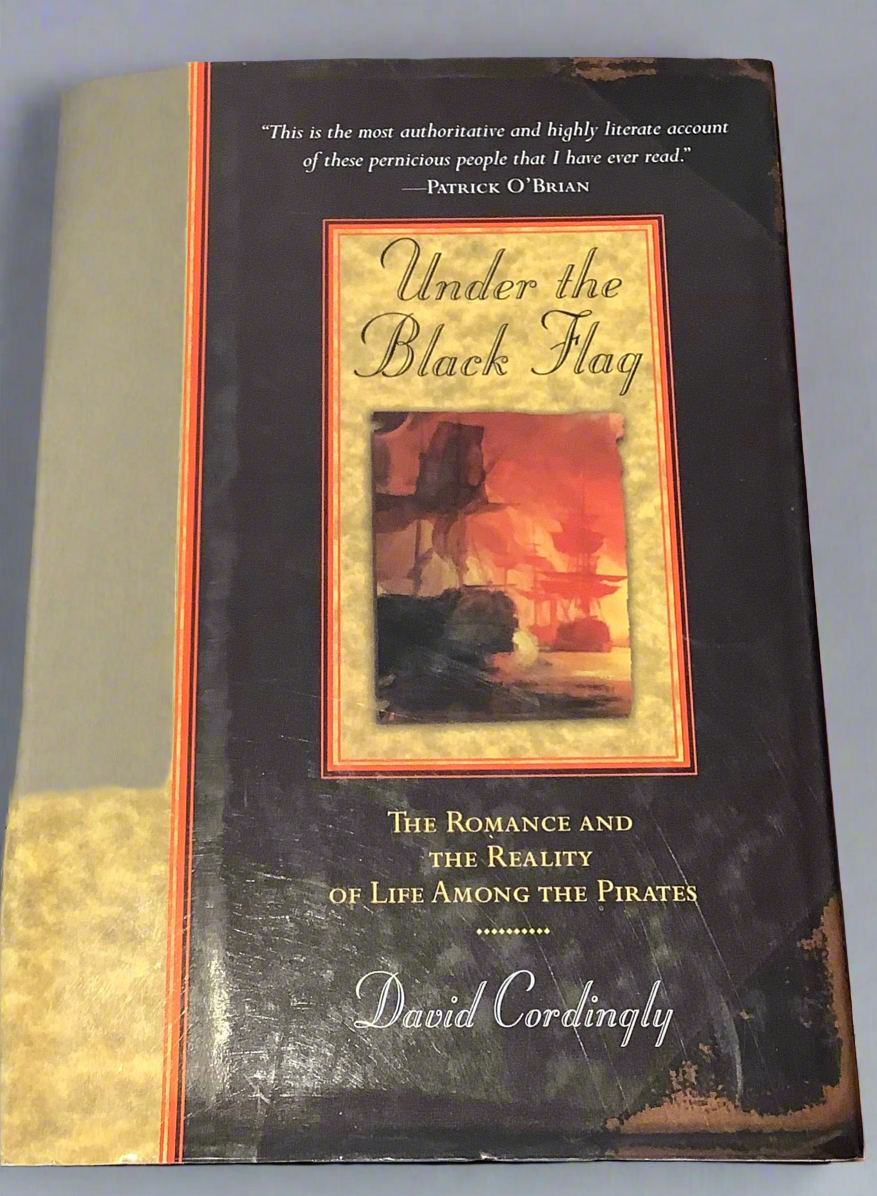 “This is the most authoritative and highly literate account
of these pernicious people that I have ever read.”
—Patrick O’Brian
Under the
Black Flag
The Romance and
the Reality
of Life Among the Pirates
David Cordingly